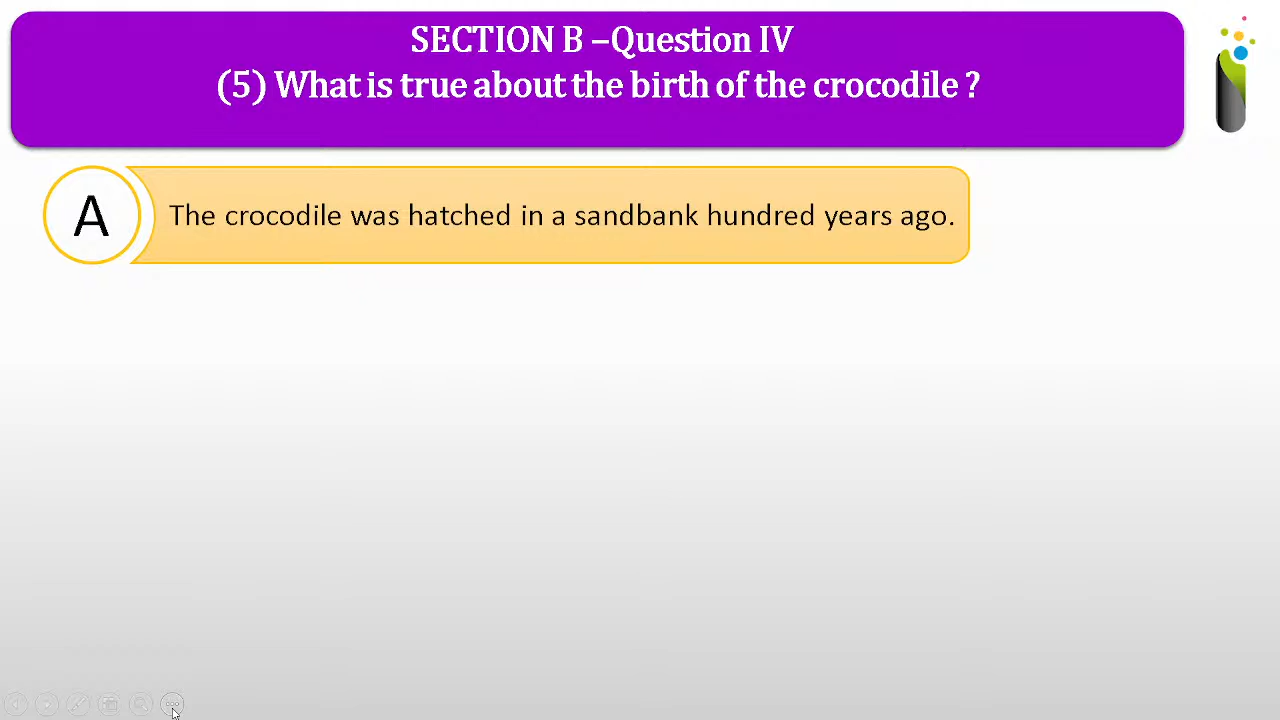 SECTION B –Question IV
(5) What is true about the birth of the crocodile ?
A
The crocodile was hatched in a sandbank hundred years ago.